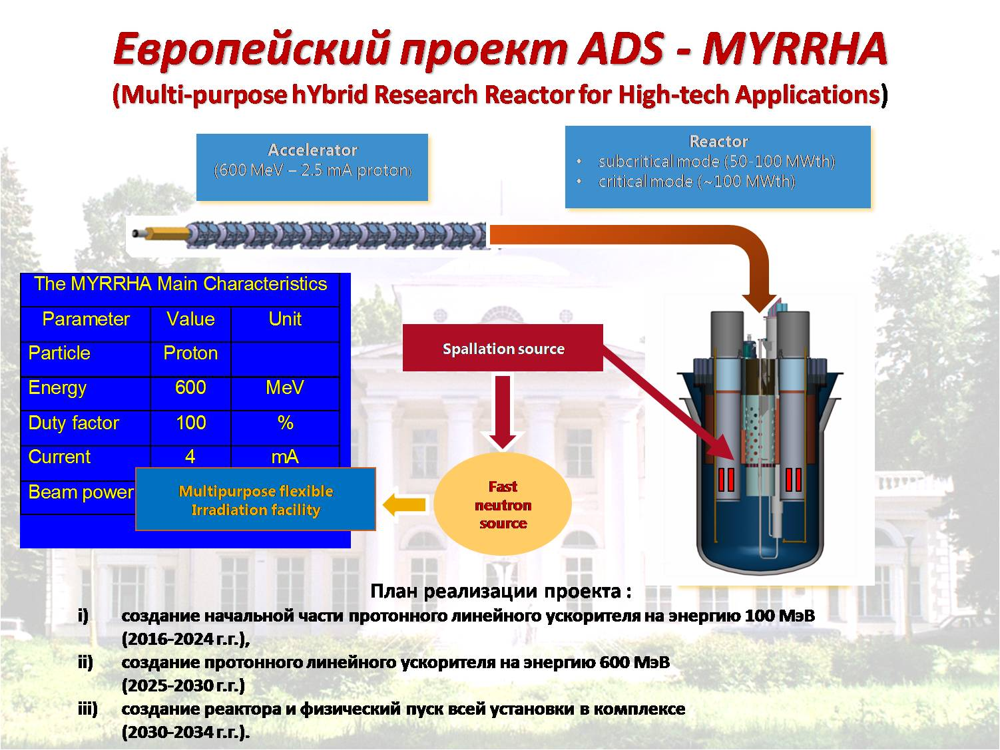 Европейский проект ADS - MYRRHA
(Multi-purpose hYbrid Research Reactor for High-tech Applications)
Accelerator
(600 MeV – 2.5 mA proton)
Reactor
• subcritical mode (50-100 MWth)
• critical mode (~100 MWth)
The MYRRHA Main Characteristics
Parameter Value Unit
Particle Proton
Energy 600 MeV
Duty factor 100 %
Current 4 mA
Beam power
Spallation source
Fast
neutron
source
Multipurpose flexible
Irradiation facility
План реализации проекта :
i) создание начальной части протонного линейного ускорителя на энергию 100 МэВ
(2016-2024 г.г.),
ii) создание протонного линейного ускорителя на энергию 600 МэВ
(2025-2030 г.г.)
iii) создание реактора и физический пуск всей установки в комплексе
(2030-2034 г.г.).